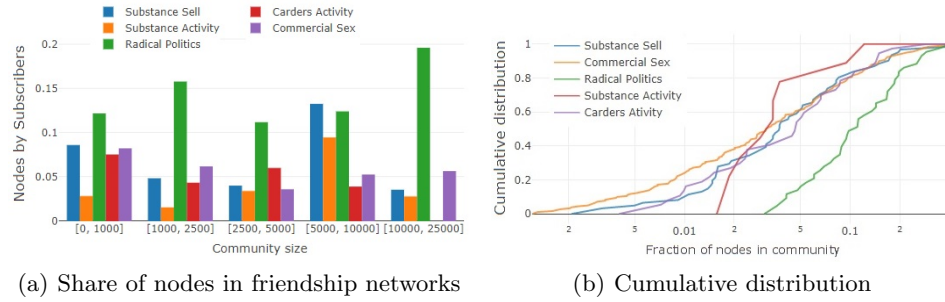 Substance Sell
Substance Activity
Radical Politics
Carders Activity
Commercial Sex
Nodes by Subscribers
0.2
0.15
0.1
0.05
0
[0, 1000]
[1000, 2500]
[2500, 5000]
[5000, 10000]
[10000, 25000]
Community size
(a) Share of nodes in friendship networks
Substance Sell
Commercial Sex
Radical Politics
Substance Activity
Carders Ativity
Cumulative distribution
1
0.8
0.6
0.4
0.2
0
2
5
0.01
2
5
0.1
2
Fraction of nodes in community
(b) Cumulative distribution